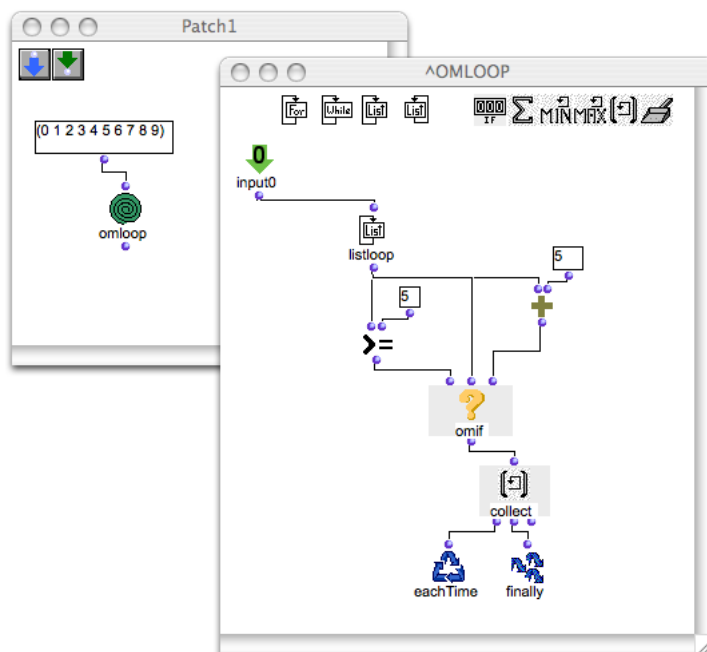 Patch1
(0 1 2 3 4 5 6 7 8 9)
omloop
^OMLOOP
For
While
List
List
000
IF
Σ
MIN
MAX
0
input0
List
listloop
5
5
>=
+
?
omif
collect
eachTime
finally